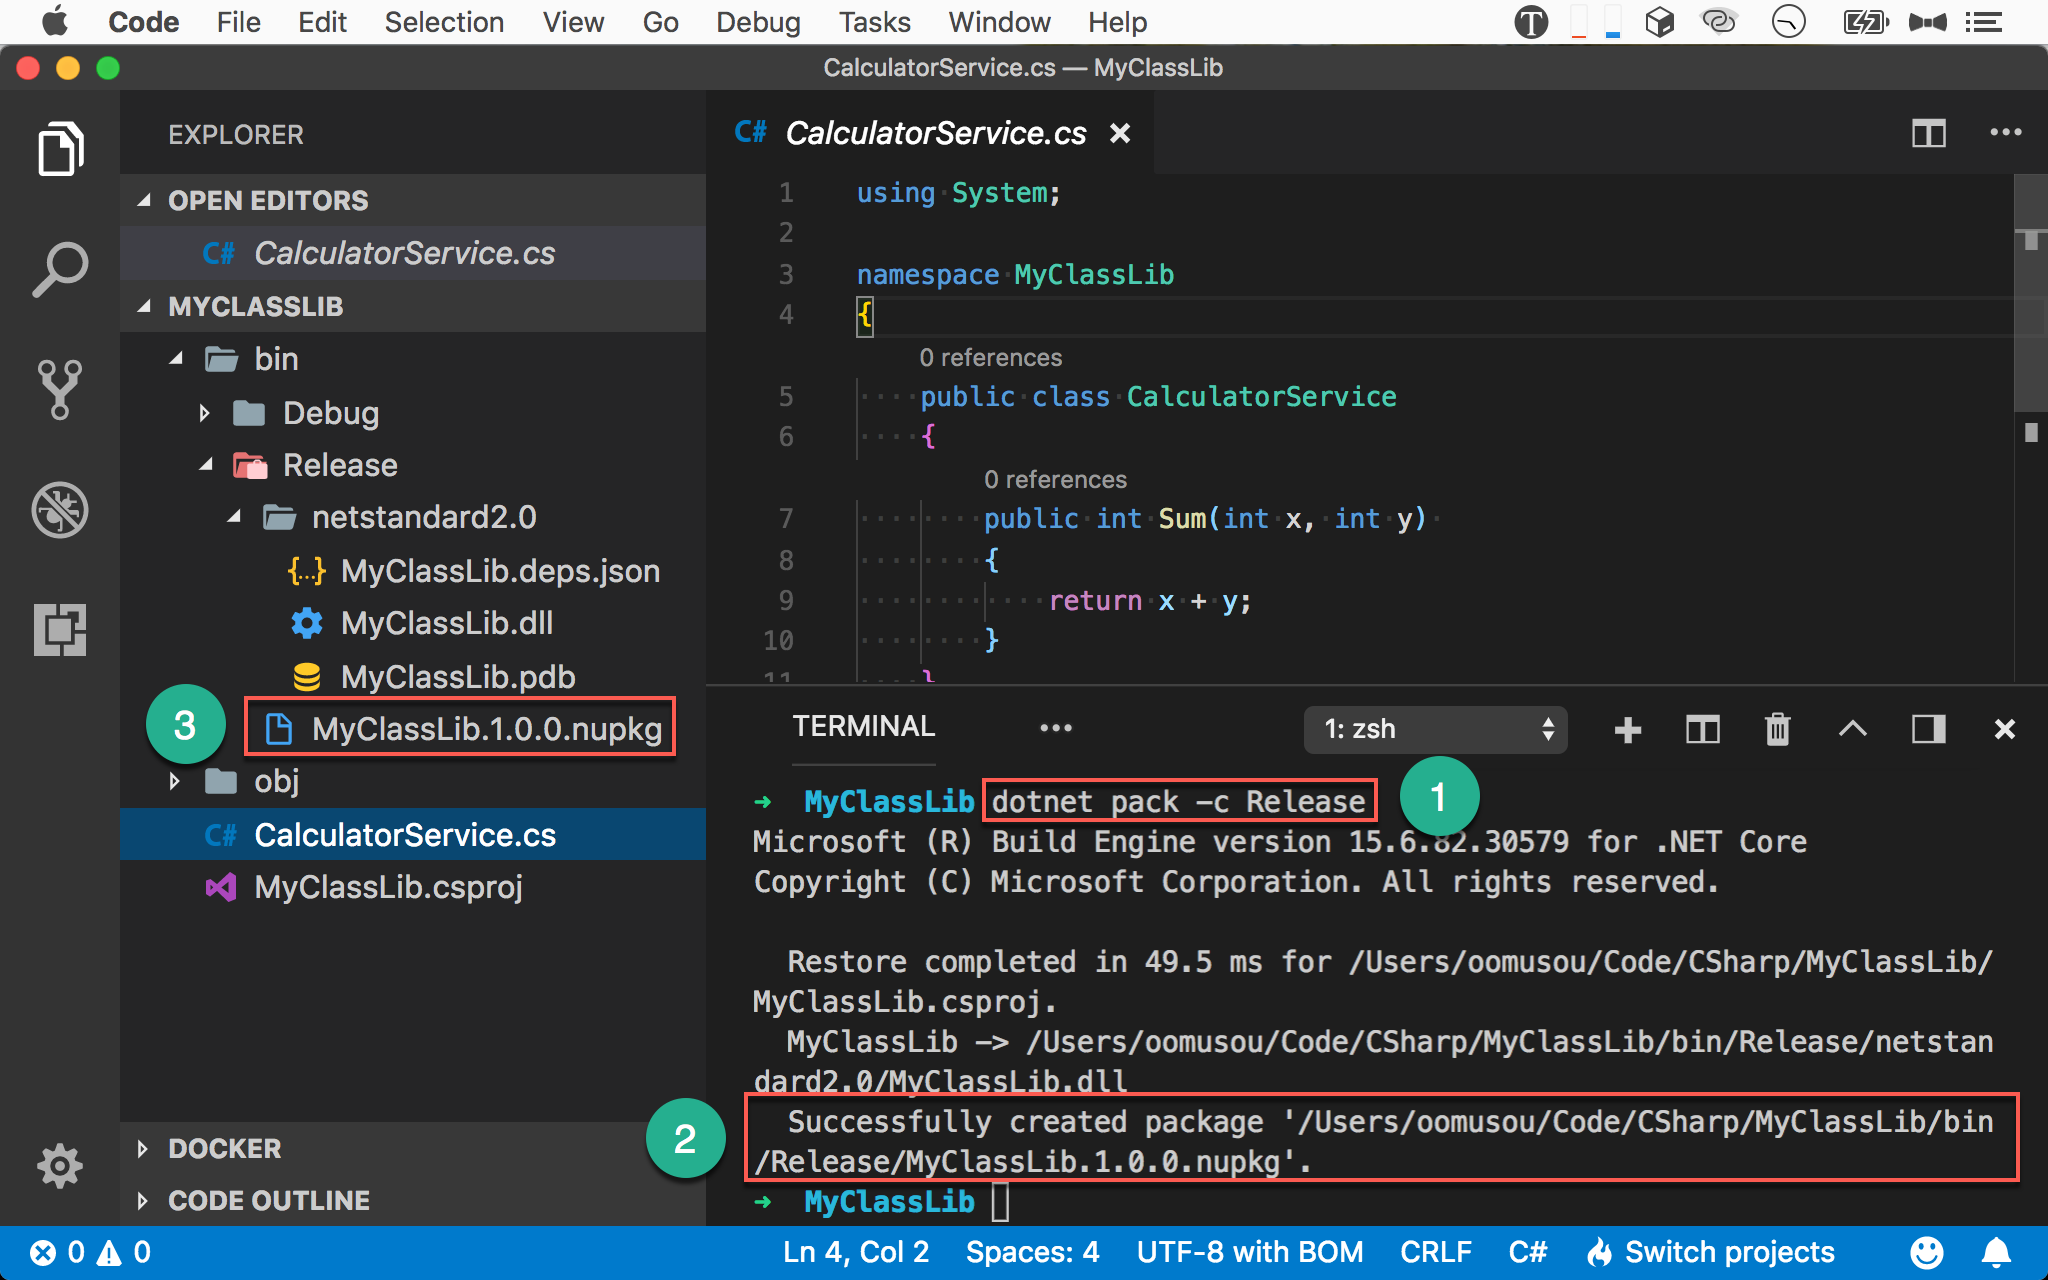 Code File Edit Selection View Go Debug Tasks Window Help
CalculatorService.cs — MyClassLib
EXPLORER
OPEN EDITORS
C# CalculatorService.cs
MYCLASSLIB
bin
Debug
Release
netstandard2.0
{...} MyClassLib.deps.json
MyClassLib.dll
MyClassLib.pdb
3 MyClassLib.1.0.0.nupkg
obj
C# CalculatorService.cs
MyClassLib.csproj
DOCKER
CODE OUTLINE
C# CalculatorService.cs
1 using System;
2
3 namespace MyClassLib
4 {
0 references
5 public class CalculatorService
6 {
0 references
7 public int Sum(int x, int y)
8 {
9 return x + y;
10 }
11 }
TERMINAL ... 1: zsh
➜ MyClassLib dotnet pack -c Release 1
Microsoft (R) Build Engine version 15.6.82.30579 for .NET Core
Copyright (C) Microsoft Corporation. All rights reserved.
Restore completed in 49.5 ms for /Users/oomusou/Code/CSharp/MyClassLib/
MyClassLib.csproj.
MyClassLib -> /Users/oomusou/Code/CSharp/MyClassLib/bin/Release/netstan
dard2.0/MyClassLib.dll
2 Successfully created package '/Users/oomusou/Code/CSharp/MyClassLib/bin
/Release/MyClassLib.1.0.0.nupkg'.
➜ MyClassLib
0 0 Ln 4, Col 2 Spaces: 4 UTF-8 with BOM CRLF C# Switch projects